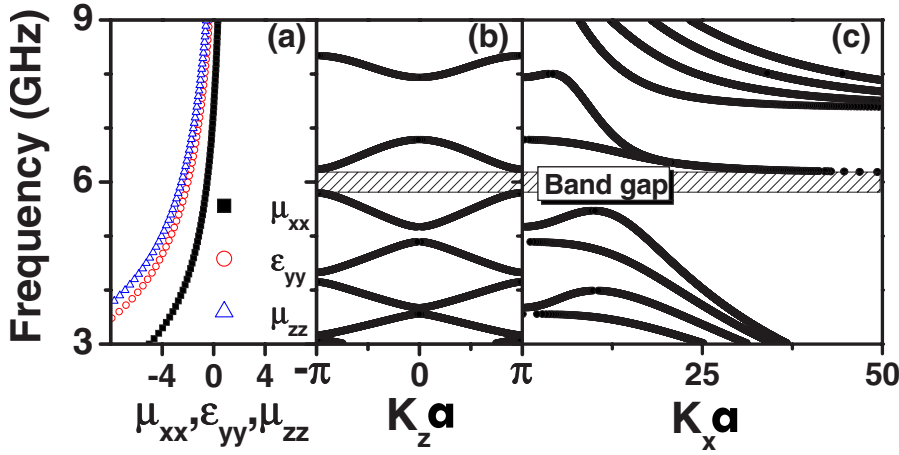 9
(a)
(b)
(c)
Frequency (GHz)
6
Band gap
μxx
εyy
μzz
3
-4 0 4
-π 0 π 25 50
μxx,εyy,μzz
Kza
Kxa